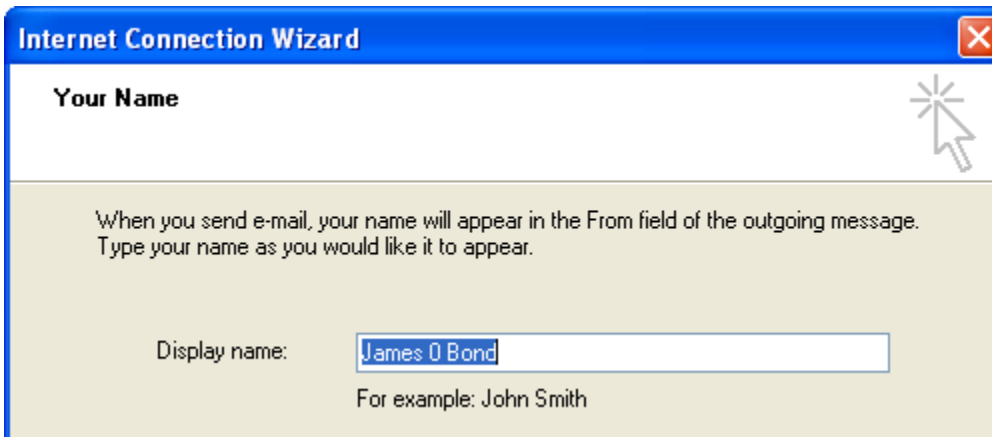 Internet Connection Wizard
Your Name
When you send e-mail, your name will appear in the From field of the outgoing message.
Type your name as you would like it to appear.
Display name: James O Bond
For example: John Smith